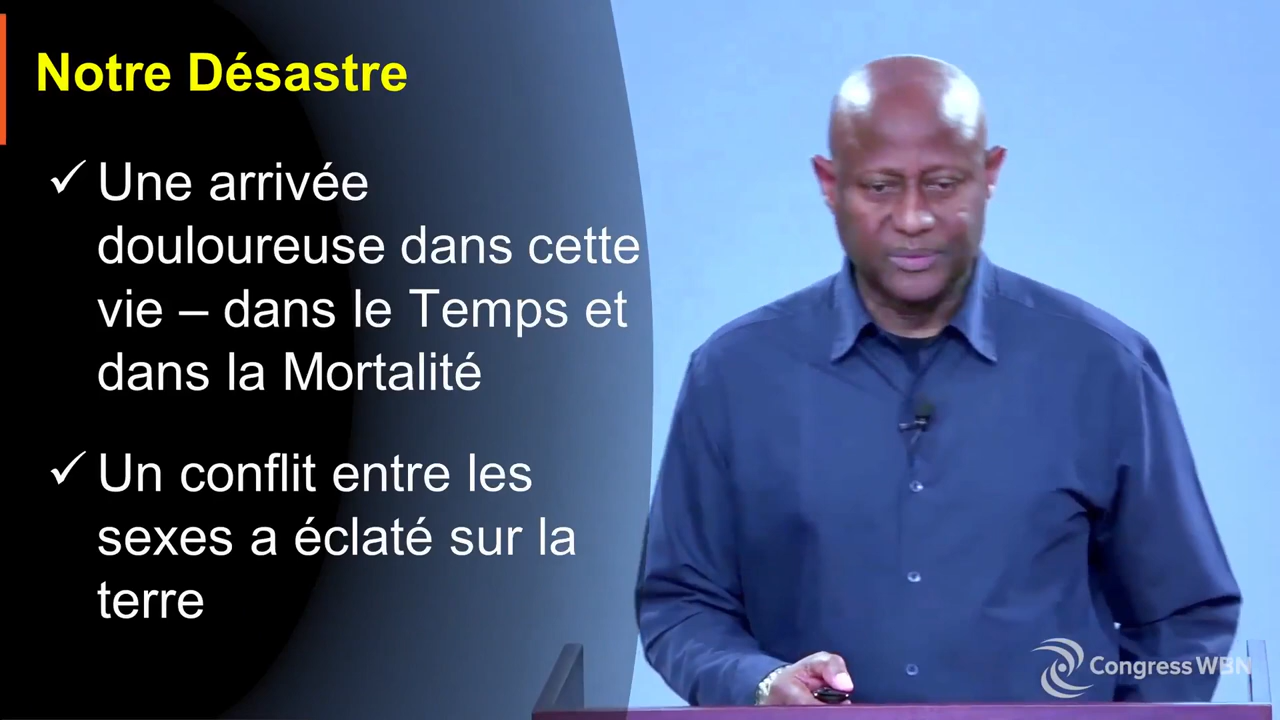 Notre Désastre
✓ Une arrivée
douloureuse dans cette
vie – dans le Temps et
dans la Mortalité
✓ Un conflit entre les
sexes a éclaté sur la
terre
Congress WBN